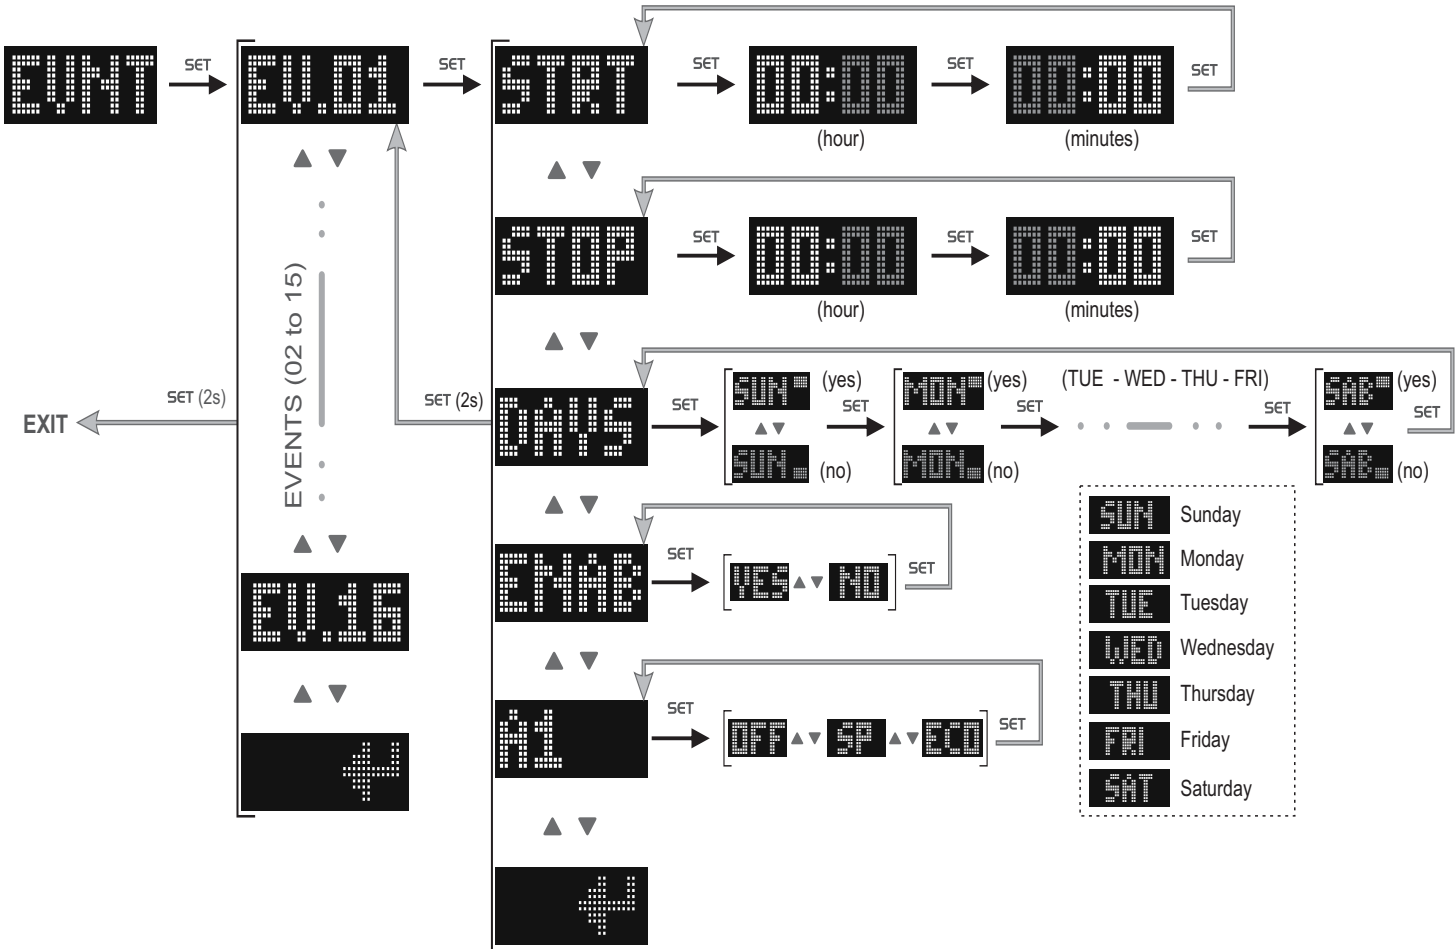 EVNT
SET
EV.01
SET
STRT
SET
00:00
(hour)
SET
00:00
(minutes)
SET
STOP
SET
00:00
(hour)
SET
00:00
(minutes)
SET
EVENTS (02 to 15)
EXIT
SET (2s)
SET (2s)
DAYS
SET
SUN (yes)
SUN (no)
SET
MON (yes)
MON (no)
SET
(TUE - WED - THU - FRI)
SET
SAB (yes)
SAB (no)
SET
ENAB
SET
YES NO
SET
EV.16
A1
SET
OFF SP ECO
SET
SUN Sunday
MON Monday
TUE Tuesday
WED Wednesday
THU Thursday
FRI Friday
SAT Saturday